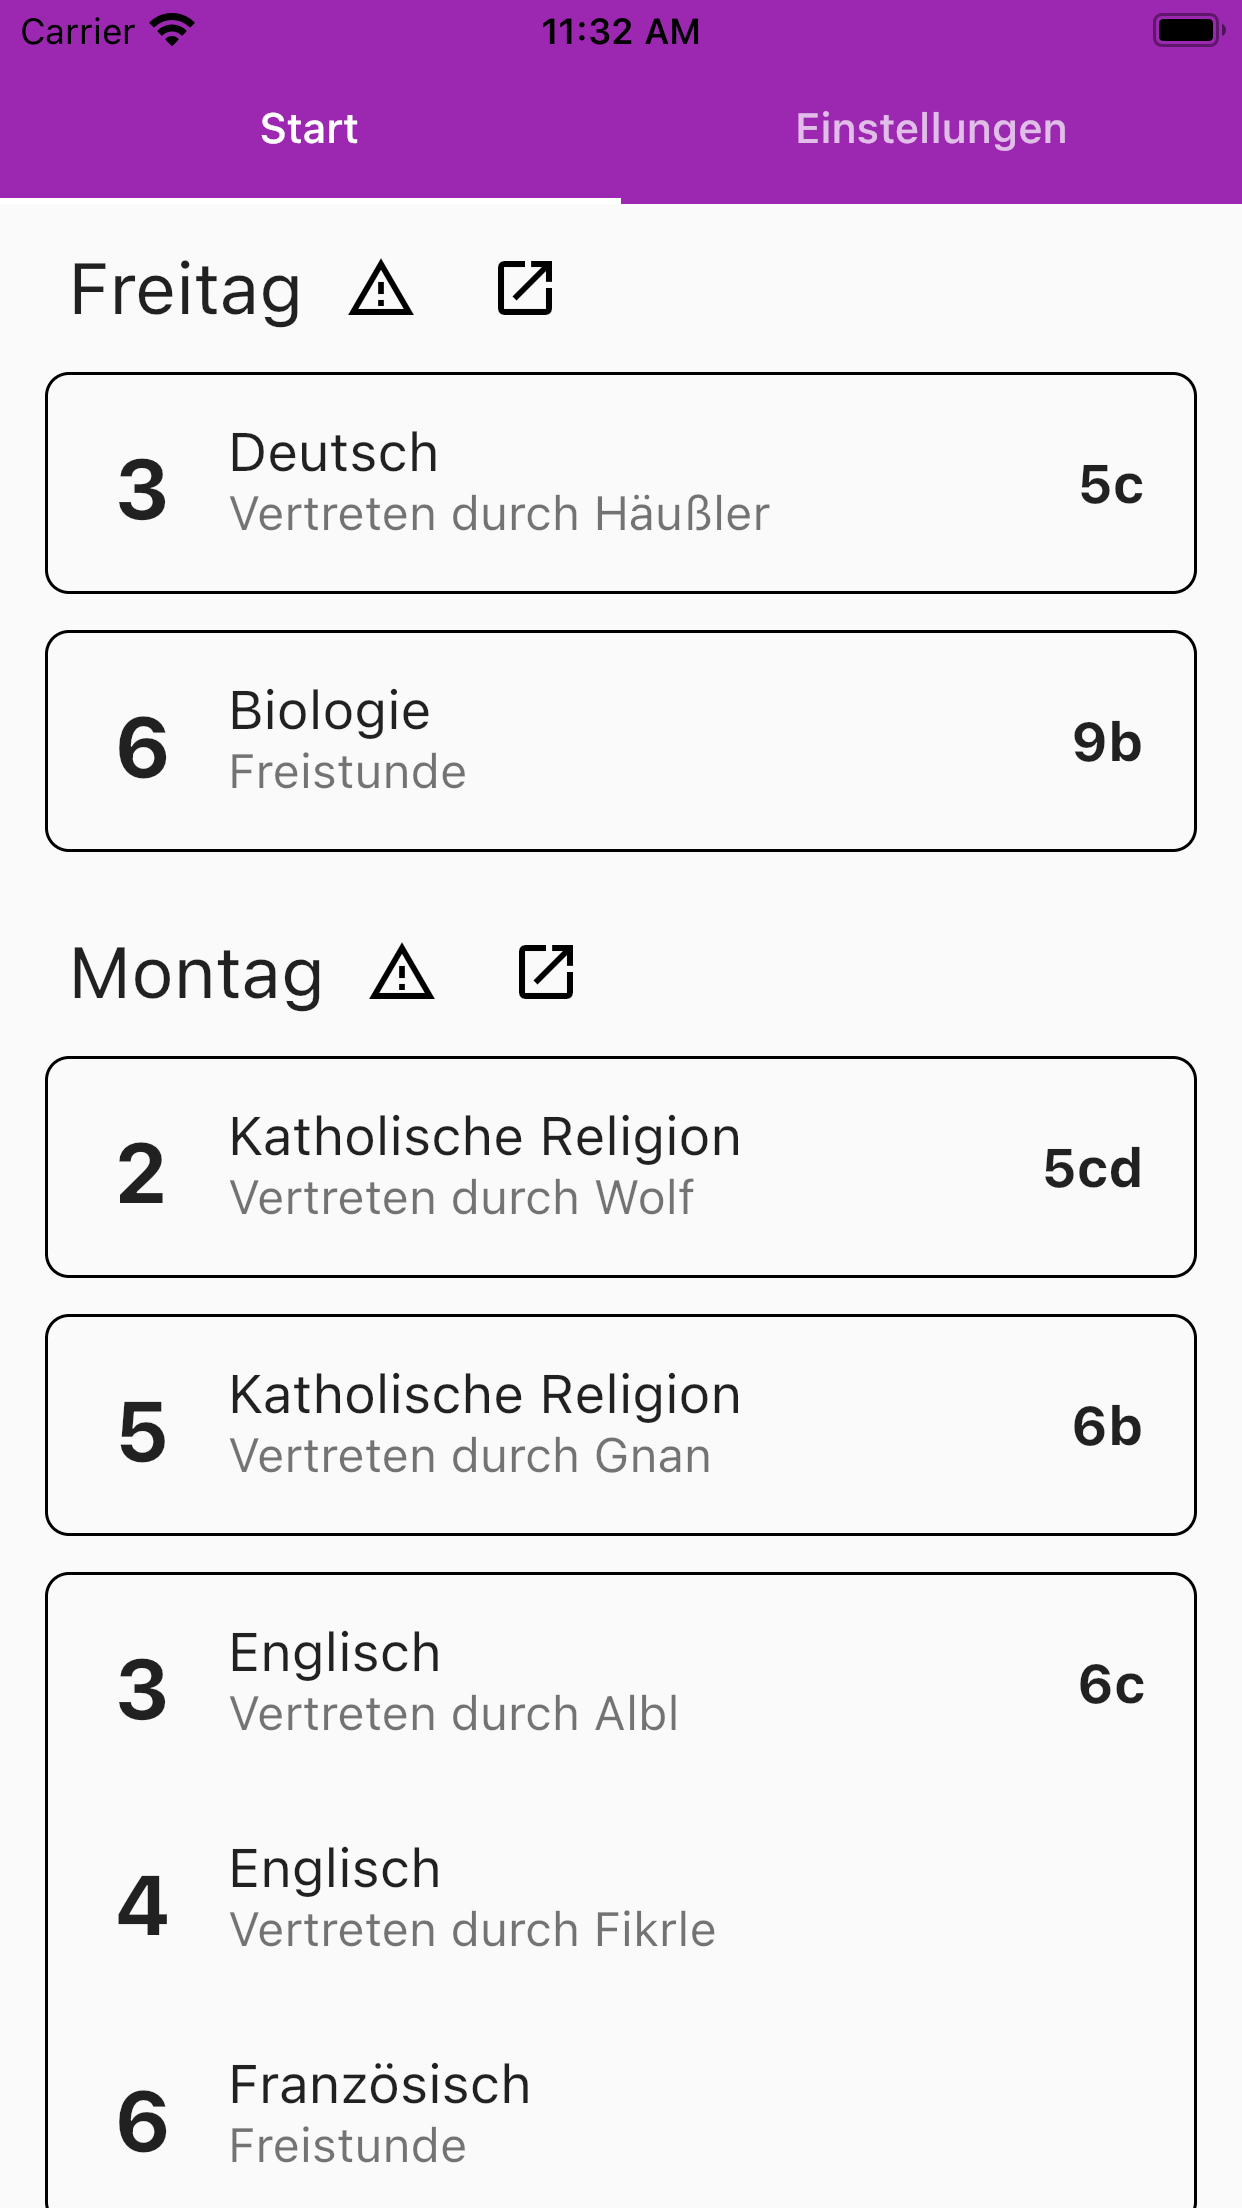 Carrier 11:32 AM
Start Einstellungen
Freitag
3 Deutsch 5c
Vertreten durch Häußler
6 Biologie 9b
Freistunde
Montag
2 Katholische Religion 5cd
Vertreten durch Wolf
5 Katholische Religion 6b
Vertreten durch Gnan
3 Englisch 6c
Vertreten durch Albl
4 Englisch
Vertreten durch Fikrle
6 Französisch
Freistunde